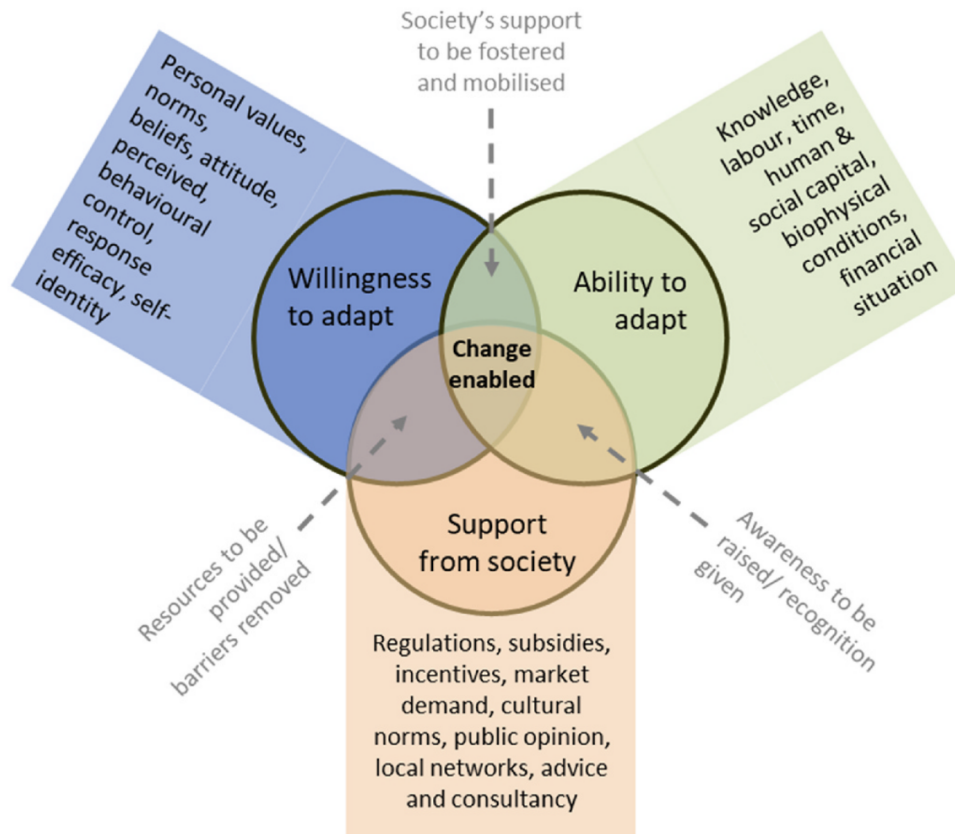 Society's support
to be fostered
and mobilised
Personal values,
norms,
beliefs, attitude,
perceived,
behavioural
control,
response
efficacy, self-
identity
Knowledge,
labour, time,
human &
social capital,
biophysical
conditions,
financial
situation
Willingness
to adapt
Ability to
adapt
Change
enabled
Support
from society
Resources to be
provided/
barriers removed
Awareness to be
raised/ recognition
given
Regulations, subsidies,
incentives, market
demand, cultural
norms, public opinion,
local networks, advice
and consultancy